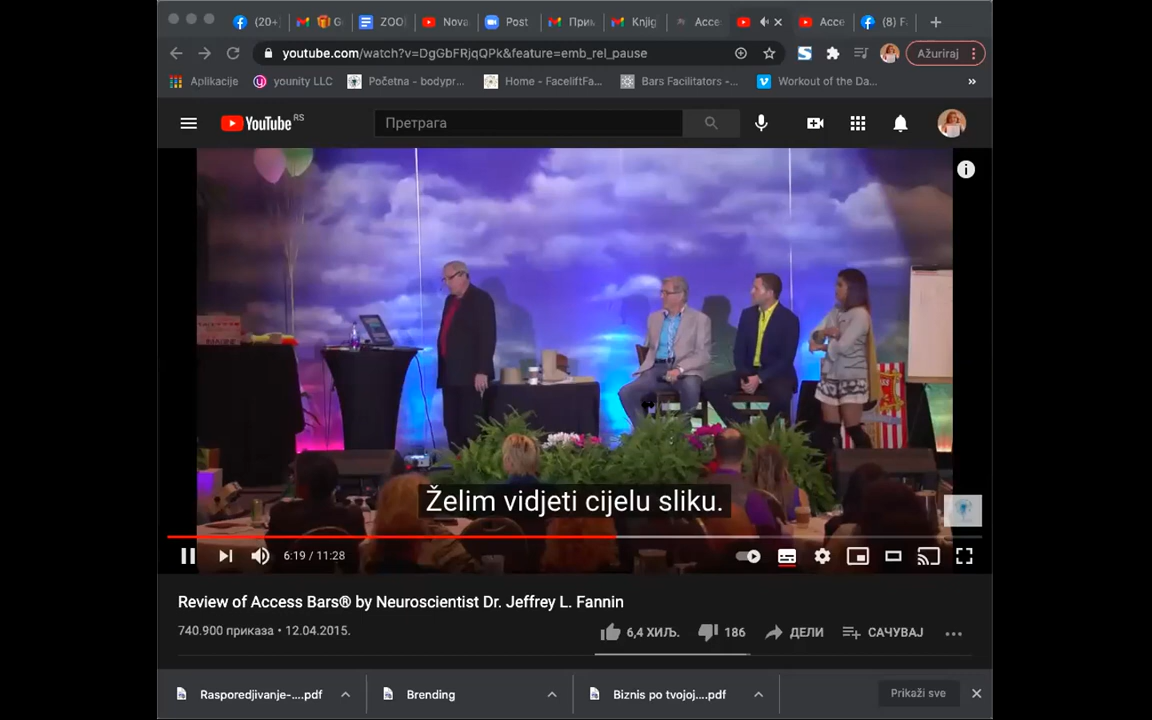 (20+
G
ZOO
Nova
Post
Прим
Knjig
Acces
Acce
(8) F
youtube.com/watch?v=DgGbFRjqQPk&feature=emb_rel_pause
Ažuriraj
Aplikacije
younity LLC
Početna - bodypr...
Home - FaceliftFa...
Bars Facilitators -...
Workout of the Da...
»
YouTube RS
Претрага
Želim vidjeti cijelu sliku.
6:19 / 11:28
Review of Access Bars® by Neuroscientist Dr. Jeffrey L. Fannin
740.900 приказа • 12.04.2015.
6,4 ХИЉ.
186
ДЕЛИ
САЧУВАЈ
Rasporedjivanje-....pdf
Brending
Biznis po tvojoj....pdf
Prikaži sve